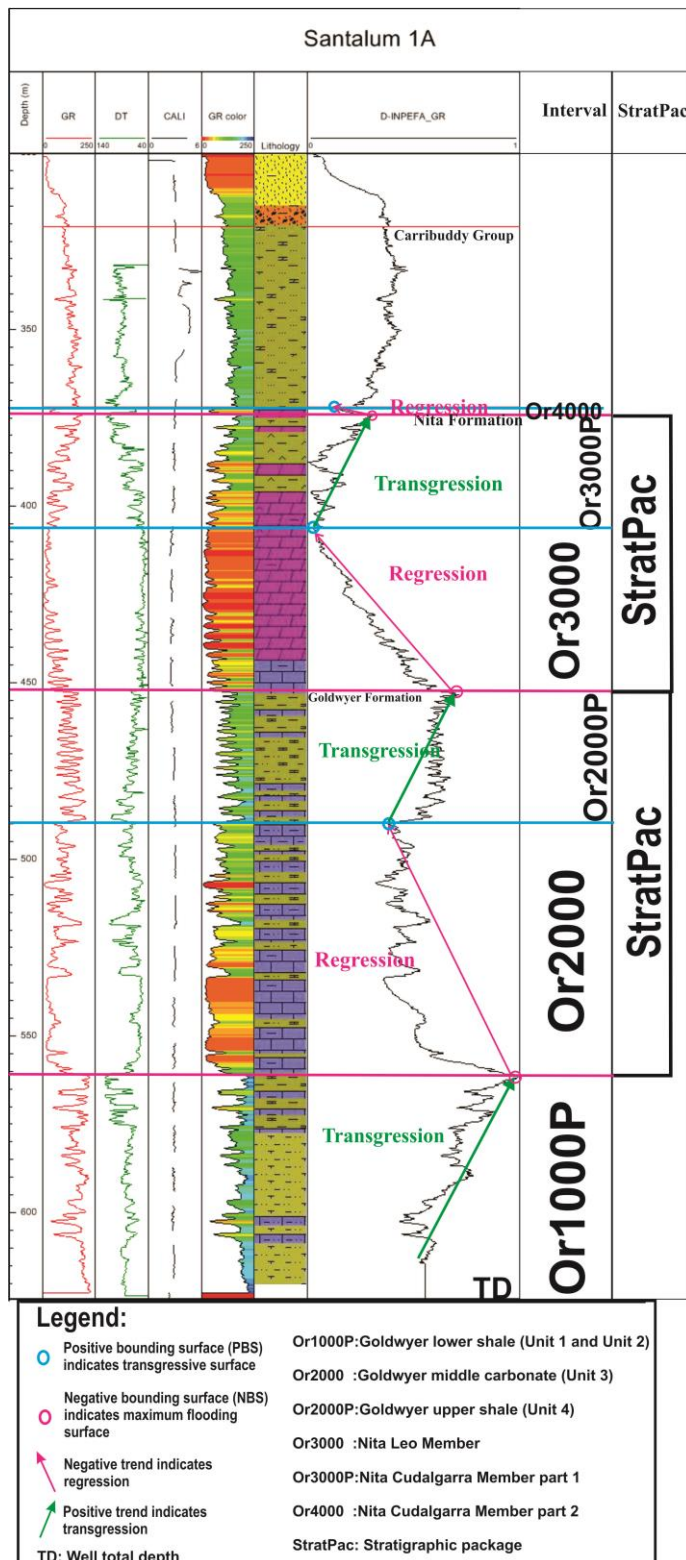 Santalum 1A
Depth (m)
GR
DT
CALI
GR color
Lithology
D-INPEFA_GR
Interval
StratPac
0 250
140 40
0 6
0 250
0 1
Carribuddy Group
350
Regression
Or4000
Nita Formation
Transgression
Or3000P
400
Regression
Or3000
StratPac
450
Goldwyer Formation
Transgression
Or2000P
500
Regression
Or2000
StratPac
550
Transgression
Or1000P
600
TD
Legend:
Positive bounding surface (PBS)
indicates transgressive surface
Negative bounding surface (NBS)
indicates maximum flooding
surface
Negative trend indicates
regression
Positive trend indicates
transgression
TD: Well total depth
Or1000P:Goldwyer lower shale (Unit 1 and Unit 2)
Or2000 :Goldwyer middle carbonate (Unit 3)
Or2000P:Goldwyer upper shale (Unit 4)
Or3000 :Nita Leo Member
Or3000P:Nita Cudalgarra Member part 1
Or4000 :Nita Cudalgarra Member part 2
StratPac: Stratigraphic package